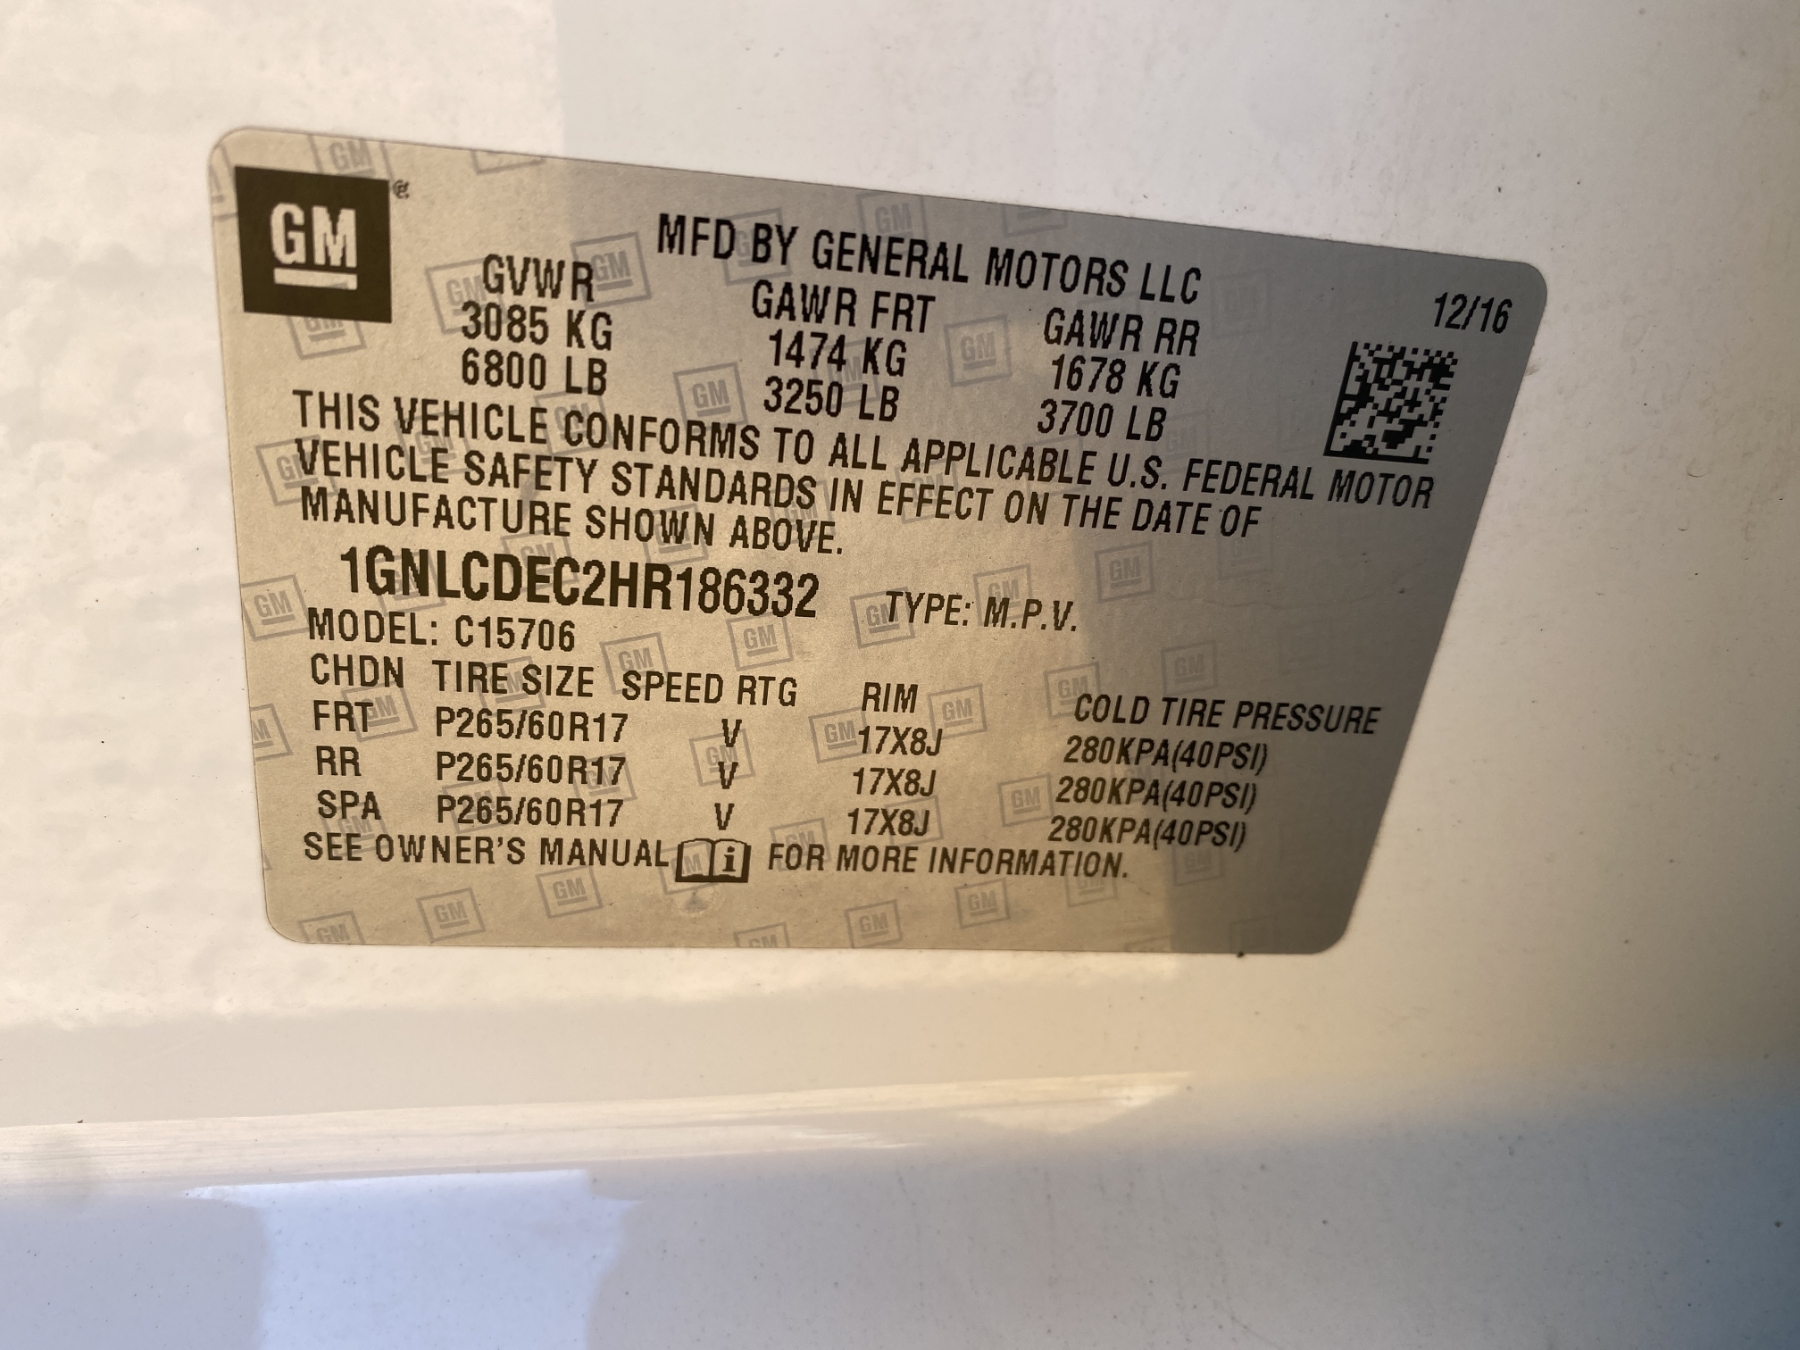 GM
MFD BY GENERAL MOTORS LLC
12/16
GVWR GAWR FRT GAWR RR
3085 KG 1474 KG 1678 KG
6800 LB 3250 LB 3700 LB
THIS VEHICLE CONFORMS TO ALL APPLICABLE U.S. FEDERAL MOTOR
VEHICLE SAFETY STANDARDS IN EFFECT ON THE DATE OF
MANUFACTURE SHOWN ABOVE.
1GNLCDEC2HR186332 TYPE: M.P.V.
MODEL: C15706
CHDN TIRE SIZE SPEED RTG RIM COLD TIRE PRESSURE
FRT P265/60R17 V 17X8J 280KPA(40PSI)
RR P265/60R17 V 17X8J 280KPA(40PSI)
SPA P265/60R17 V 17X8J 280KPA(40PSI)
SEE OWNER'S MANUAL i FOR MORE INFORMATION.